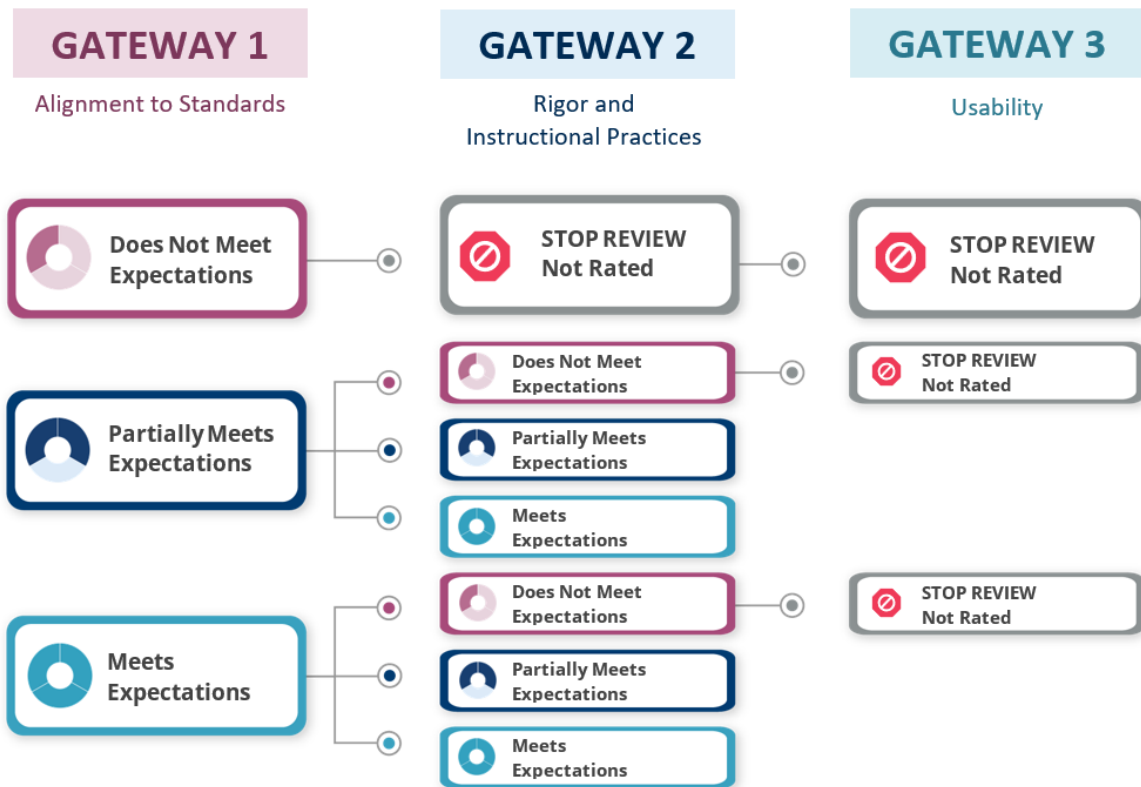 GATEWAY 1
Alignment to Standards
GATEWAY 2
Rigor and
Instructional Practices
GATEWAY 3
Usability
Does Not Meet
Expectations
STOP REVIEW
Not Rated
STOP REVIEW
Not Rated
Partially Meets
Expectations
Does Not Meet
Expectations
STOP REVIEW
Not Rated
Partially Meets
Expectations
Meets
Expectations
Meets
Expectations
Does Not Meet
Expectations
STOP REVIEW
Not Rated
Partially Meets
Expectations
Meets
Expectations